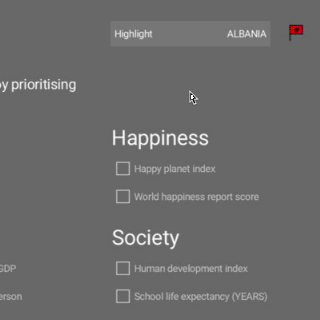 Highlight ALBANIA
y prioritising
Happiness
Happy planet index
World happiness report score
Society
GDP
Human development index
erson
School life expectancy (YEARS)